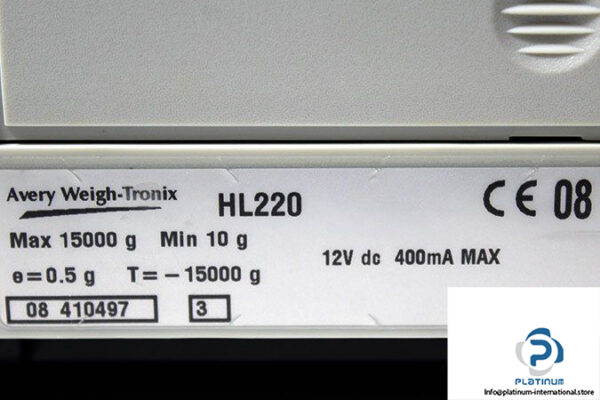 Avery Weigh-Tronix
HL220
CE 08
Max 15000 g Min 10 g
12V dc 400mA MAX
e=0.5 g T=-15000 g
08 410497
3
P
PLATINUM
info@platinum-international.store